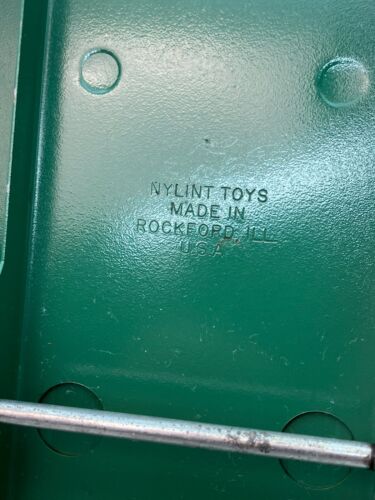 NYLINT TOYS
MADE IN
ROCKFORD, ILL.
U.S.A.